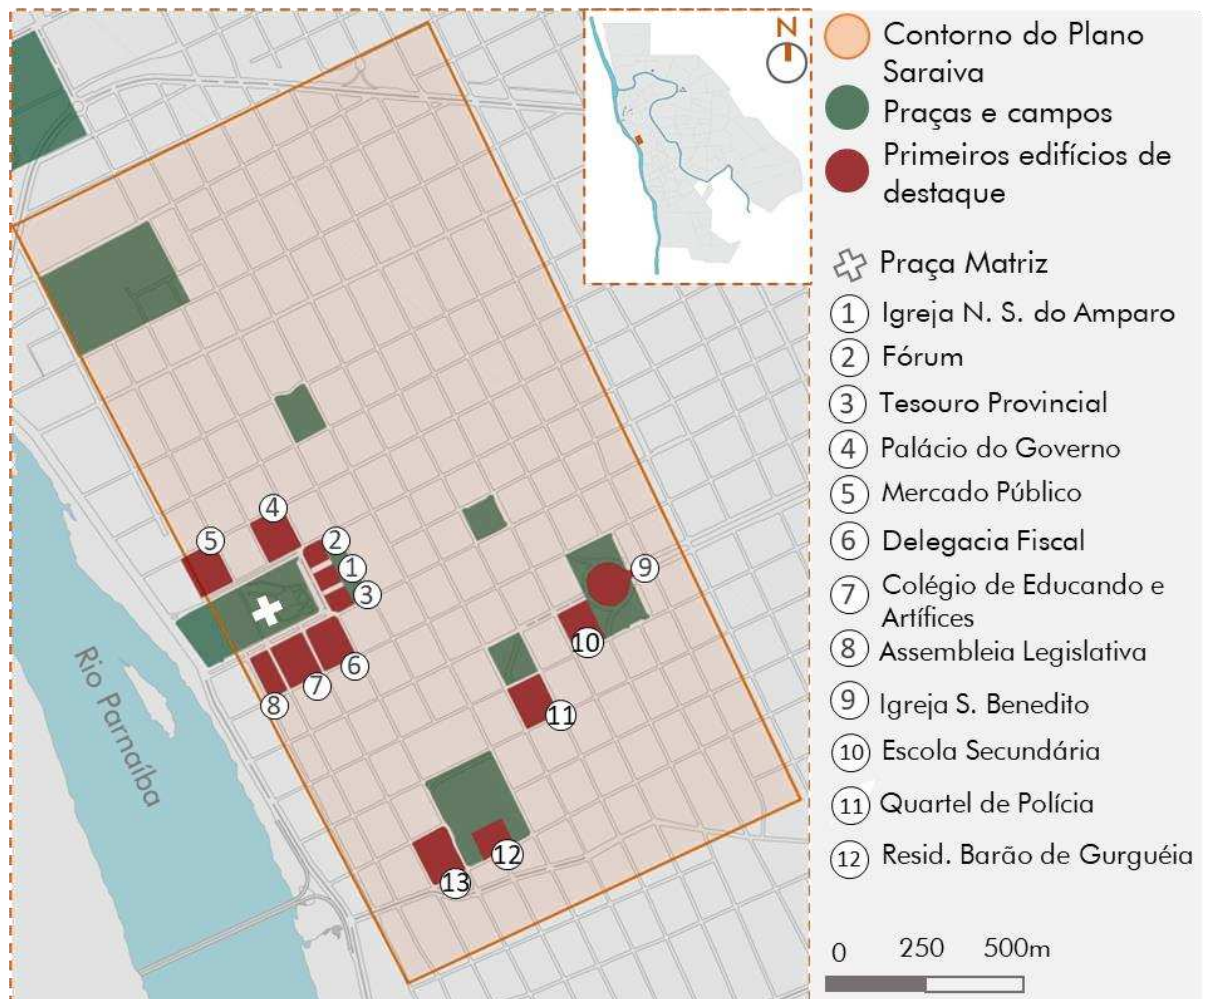 N
Contorno do Plano
Saraiva
Praças e campos
Primeiros edifícios de
destaque
Praça Matriz
1 Igreja N. S. do Amparo
2 Fórum
3 Tesouro Provincial
4 Palácio do Governo
5 Mercado Público
6 Delegacia Fiscal
7 Colégio de Educando e
Artífices
8 Assembleia Legislativa
9 Igreja S. Benedito
10 Escola Secundária
11 Quartel de Polícia
12 Resid. Barão de Gurguéia
0 250 500m
4
5
2
1
3
6
7
8
9
10
11
12
13
Rio Parnaíba